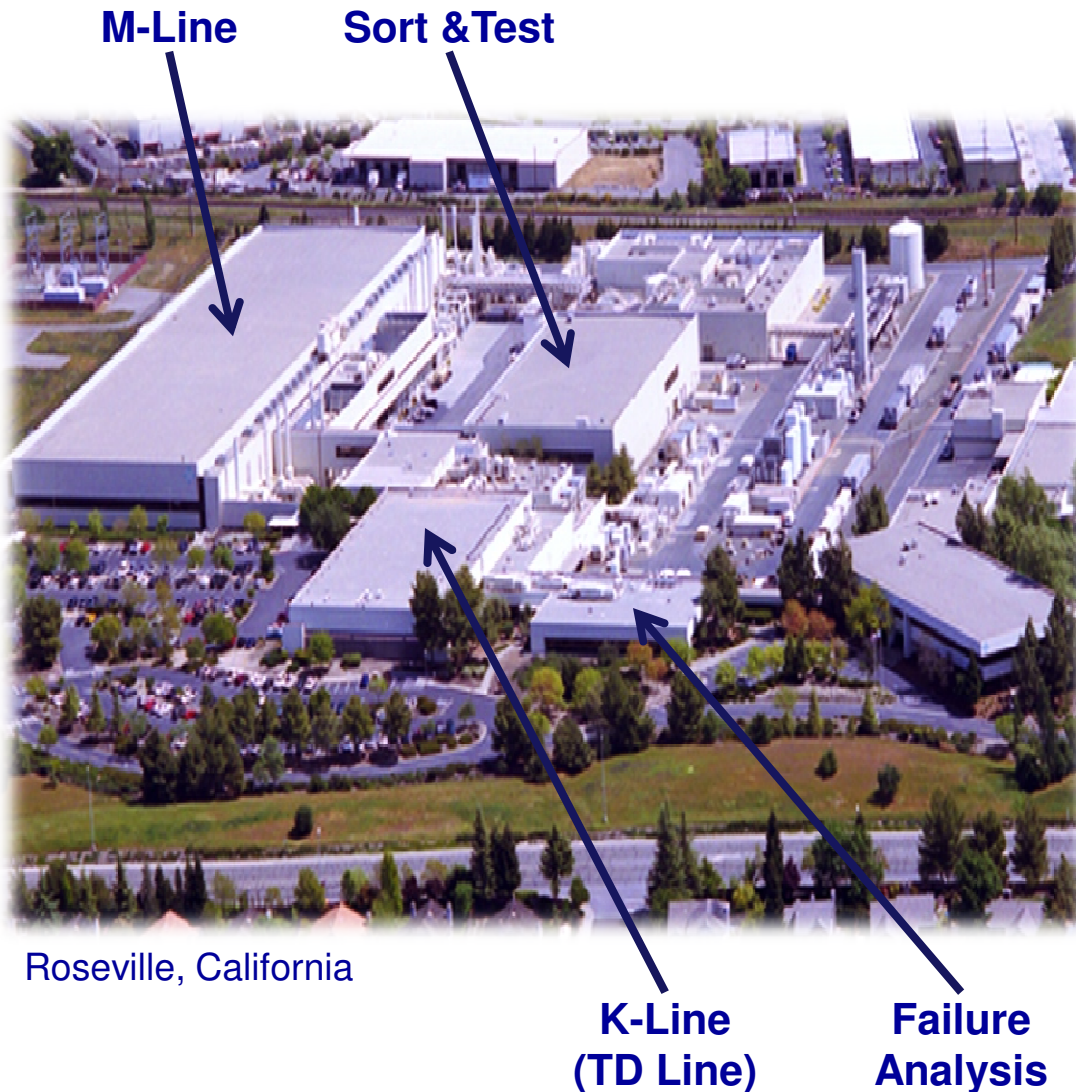 M-Line
Sort &Test
Roseville, California
K-Line
(TD Line)
Failure
Analysis